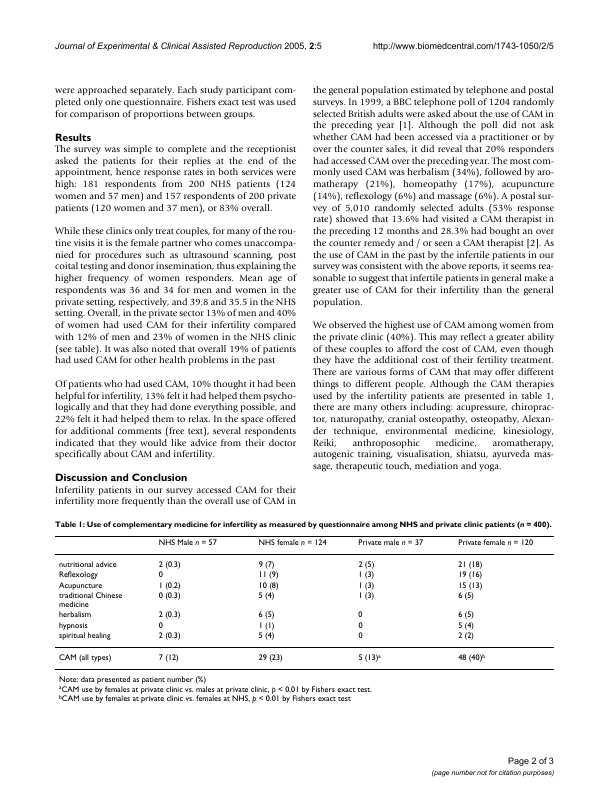 Journal of Experimental & Clinical Assisted Reproduction 2005, 2:5
http://www.biomedcentral.com/1743-1050/2/5
were approached separately. Each study participant com-
pleted only one questionnaire. Fishers exact test was used
for comparison of proportions between groups.
Results
The survey was simple to complete and the receptionist
asked the patients for their replies at the end of the
appointment, hence response rates in both services were
high: 181 respondents from 200 NHS patients (124
women and 57 men) and 157 respondents of 200 private
patients (120 women and 37 men), or 83% overall.
While these clinics only treat couples, for many of the rou-
tine visits it is the female partner who comes unaccompa-
nied for procedures such as ultrasound scanning, post
coital testing and donor insemination, thus explaining the
higher frequency of women responders. Mean age of
respondents was 36 and 34 for men and women in the
private setting, respectively, and 39.8 and 35.5 in the NHS
setting. Overall, in the private sector 13% of men and 40%
of women had used CAM for their infertility compared
with 12% of men and 23% of women in the NHS clinic
(see table). It was also noted that overall 19% of patients
had used CAM for other health problems in the past
Of patients who had used CAM, 10% thought it had been
helpful for infertility, 13% felt it had helped them psycho-
logically and that they had done everything possible, and
22% felt it had helped them to relax. In the space offered
for additional comments (free text), several respondents
indicated that they would like advice from their doctor
specifically about CAM and infertility.
Discussion and Conclusion
Infertility patients in our survey accessed CAM for their
infertility more frequently than the overall use of CAM in
the general population estimated by telephone and postal
surveys. In 1999, a BBC telephone poll of 1204 randomly
selected British adults were asked about the use of CAM in
the preceding year [1]. Although the poll did not ask
whether CAM had been accessed via a practitioner or by
over the counter sales, it did reveal that 20% responders
had accessed CAM over the preceding year. The most com-
monly used CAM was herbalism (34%), followed by aro-
matherapy (21%), homeopathy (17%), acupuncture
(14%), reflexology (6%) and massage (6%). A postal sur-
vey of 5,010 randomly selected adults (53% response
rate) showed that 13.6% had visited a CAM therapist in
the preceding 12 months and 28.3% had bought an over
the counter remedy and / or seen a CAM therapist [2]. As
the use of CAM in the past by the infertile patients in our
survey was consistent with the above reports, it seems rea-
sonable to suggest that infertile patients in general make a
greater use of CAM for their infertility than the general
population.
We observed the highest use of CAM among women from
the private clinic (40%). This may reflect a greater ability
of these couples to afford the cost of CAM, even though
they have the additional cost of their fertility treatment.
There are various forms of CAM that may offer different
things to different people. Although the CAM therapies
used by the infertility patients are presented in table 1,
there are many others including: acupressure, chiroprac-
tor, naturopathy, cranial osteopathy, osteopathy, Alexan-
der technique, environmental medicine, kinesiology,
Reiki, anthroposophic medicine, aromatherapy,
autogenic training, visualisation, shiatsu, ayurveda mas-
sage, therapeutic touch, mediation and yoga.
Table 1: Use of complementary medicine for infertility as measured by questionnaire among NHS and private clinic patients (n = 400).
NHS Male n = 57 NHS female n = 124 Private male n = 37 Private female n = 120
nutritional advice 2 (0.3) 9 (7) 2 (5) 21 (18)
Reflexology 0 11 (9) 1 (3) 19 (16)
Acupuncture 1 (0.2) 10 (8) 1 (3) 15 (13)
traditional Chinese 0 (0.3) 5 (4) 1 (3) 6 (5)
medicine
herbalism 2 (0.3) 6 (5) 0 6 (5)
hypnosis 0 1 (1) 0 5 (4)
spiritual healing 2 (0.3) 5 (4) 0 2 (2)
CAM (all types) 7 (12) 29 (23) 5 (13)a 48 (40)b
Note: data presented as patient number (%)
aCAM use by females at private clinic vs. males at private clinic, p < 0.01 by Fishers exact test.
bCAM use by females at private clinic vs. females at NHS, p < 0.01 by Fishers exact test
Page 2 of 3
(page number not for citation purposes)